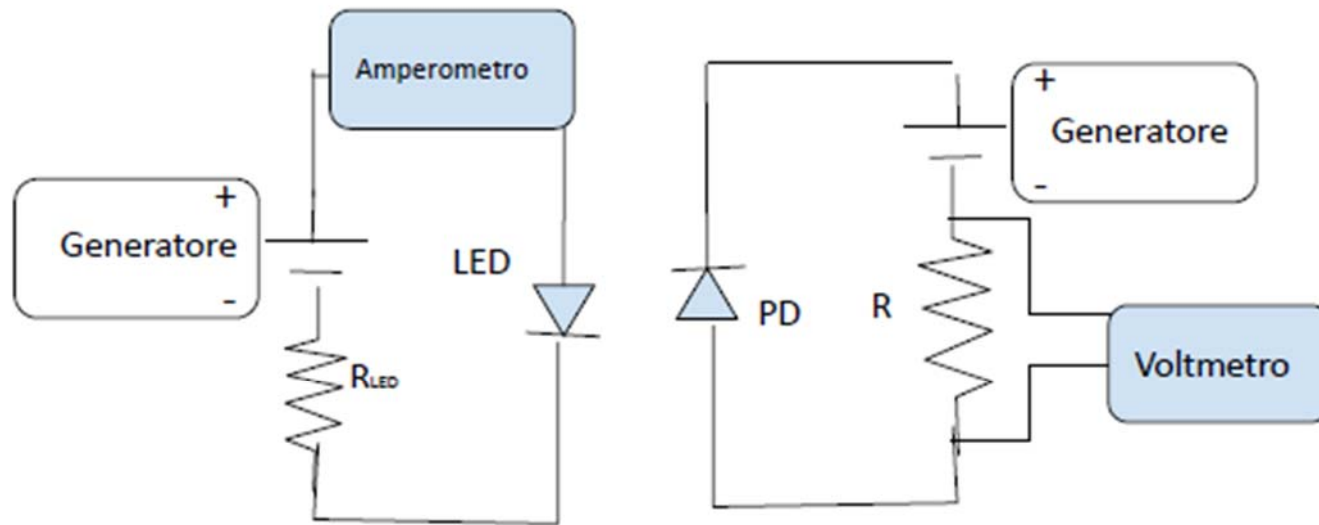 Amperometro
+
Generatore
-
LED
RLED
+
Generatore
-
PD
R
Voltmetro